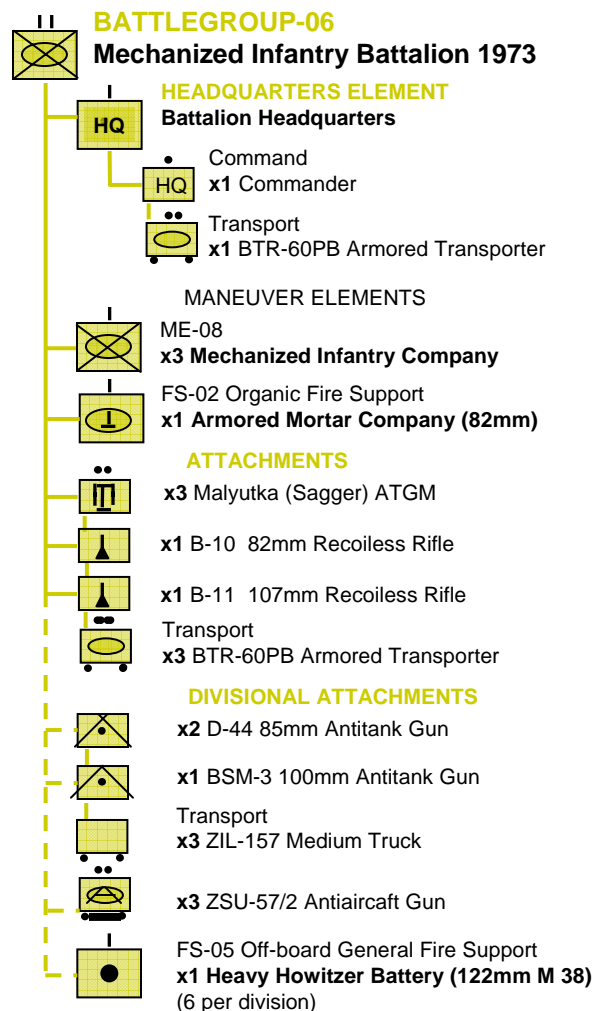 BATTLEGROUP-06
Mechanized Infantry Battalion 1973
HEADQUARTERS ELEMENT
HQ
Battalion Headquarters
Command
HQ
x1 Commander
Transport
x1 BTR-60PB Armored Transporter
MANEUVER ELEMENTS
ME-08
x3 Mechanized Infantry Company
FS-02 Organic Fire Support
x1 Armored Mortar Company (82mm)
ATTACHMENTS
x3 Malyutka (Sagger) ATGM
x1 B-10 82mm Recoiless Rifle
x1 B-11 107mm Recoiless Rifle
Transport
x3 BTR-60PB Armored Transporter
DIVISIONAL ATTACHMENTS
x2 D-44 85mm Antitank Gun
x1 BSM-3 100mm Antitank Gun
Transport
x3 ZIL-157 Medium Truck
x3 ZSU-57/2 Antiaircaft Gun
FS-05 Off-board General Fire Support
x1 Heavy Howitzer Battery (122mm M 38)
(6 per division)